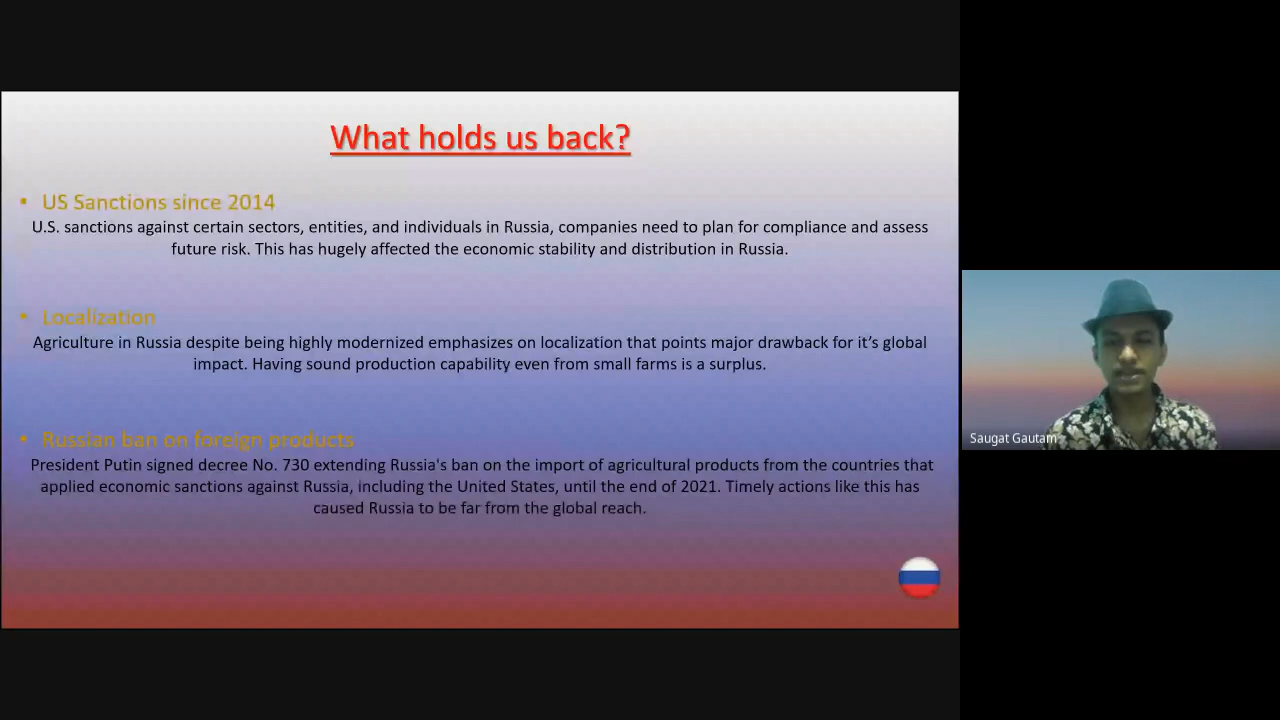 What holds us back?
• US Sanctions since 2014
U.S. sanctions against certain sectors, entities, and individuals in Russia, companies need to plan for compliance and assess
future risk. This has hugely affected the economic stability and distribution in Russia.
• Localization
Agriculture in Russia despite being highly modernized emphasizes on localization that points major drawback for it's global
impact. Having sound production capability even from small farms is a surplus.
• Russian ban on foreign products
President Putin signed decree No. 730 extending Russia's ban on the import of agricultural products from the countries that
applied economic sanctions against Russia, including the United States, until the end of 2021. Timely actions like this has
caused Russia to be far from the global reach.
Saugat Gautam